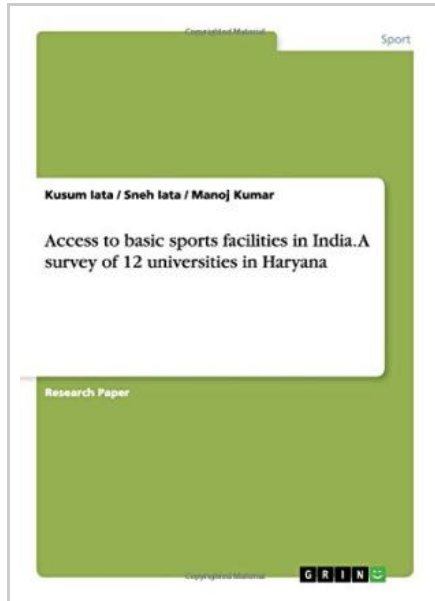 Copyrighted Material
Sport
Kusum lata / Sneh lata / Manoj Kumar
Access to basic sports facilities in India. A
survey of 12 universities in Haryana
Research Paper
Copyrighted Material
GRIN